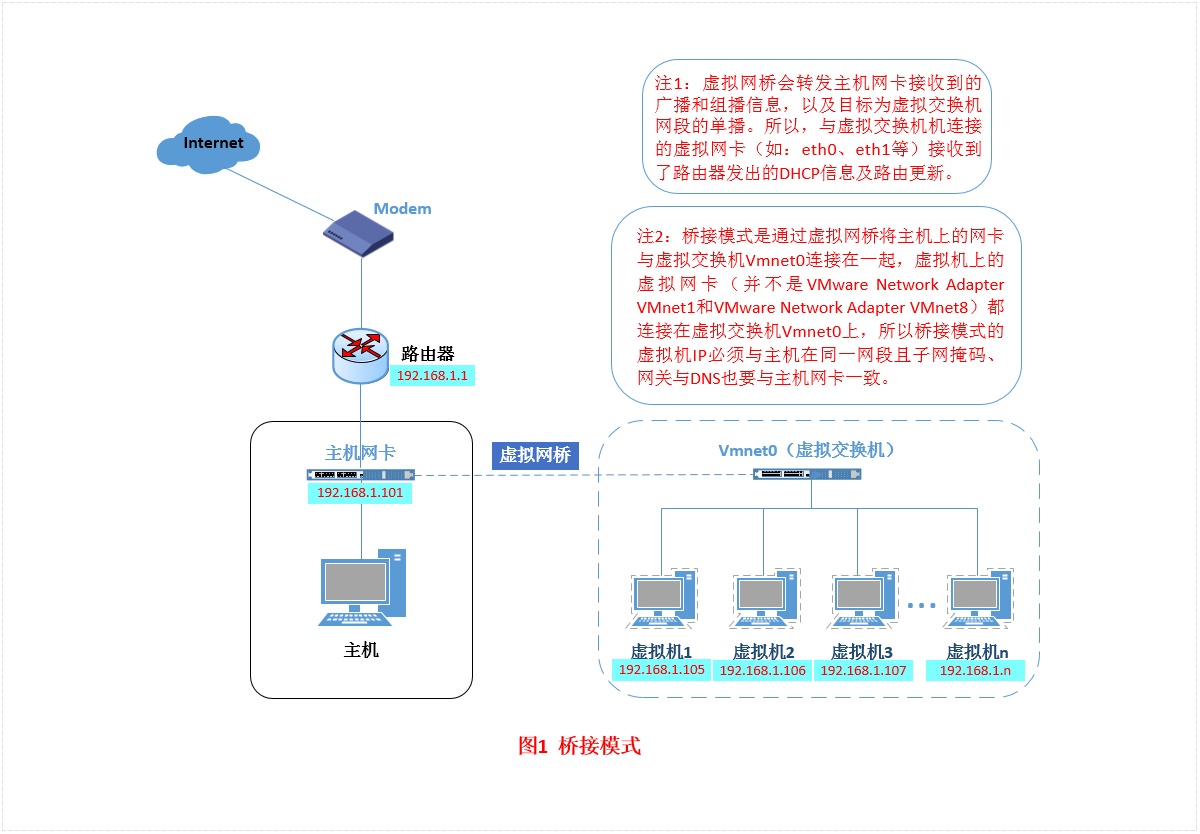 注1：虚拟网桥会转发主机网卡接收到的
广播和组播信息，以及目标为虚拟交换机
网段的单播。所以，与虚拟交换机机连接
的虚拟网卡（如：eth0、eth1等）接收到
了路由器发出的DHCP信息及路由更新。
Internet
Modem
注2：桥接模式是通过虚拟网桥将主机上的网卡
与虚拟交换机Vmnet0连接在一起，虚拟机上的
虚拟网卡（并不是VMware Network Adapter
VMnet1和VMware Network Adapter VMnet8）都
连接在虚拟交换机Vmnet0上，所以桥接模式的
虚拟机IP必须与主机在同一网段且子网掩码、
网关与DNS也要与主机网卡一致。
路由器
192.168.1.1
主机网卡
192.168.1.101
虚拟网桥
Vmnet0（虚拟交换机）
主机
虚拟机1
192.168.1.105
虚拟机2
192.168.1.106
虚拟机3
192.168.1.107
...
虚拟机n
192.168.1.n
图1 桥接模式